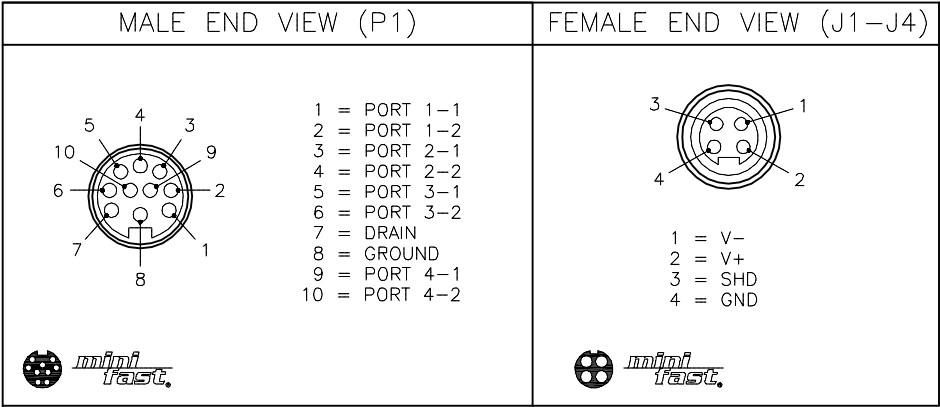 MALE END VIEW (P1)
FEMALE END VIEW (J1-J4)
4
5
3
10
9
6
2
7
1
8
1 = PORT 1-1
2 = PORT 1-2
3 = PORT 2-1
4 = PORT 2-2
5 = PORT 3-1
6 = PORT 3-2
7 = DRAIN
8 = GROUND
9 = PORT 4-1
10 = PORT 4-2
mini
fast®
3
1
4
2
1 = V-
2 = V+
3 = SHD
4 = GND
mini
fast®